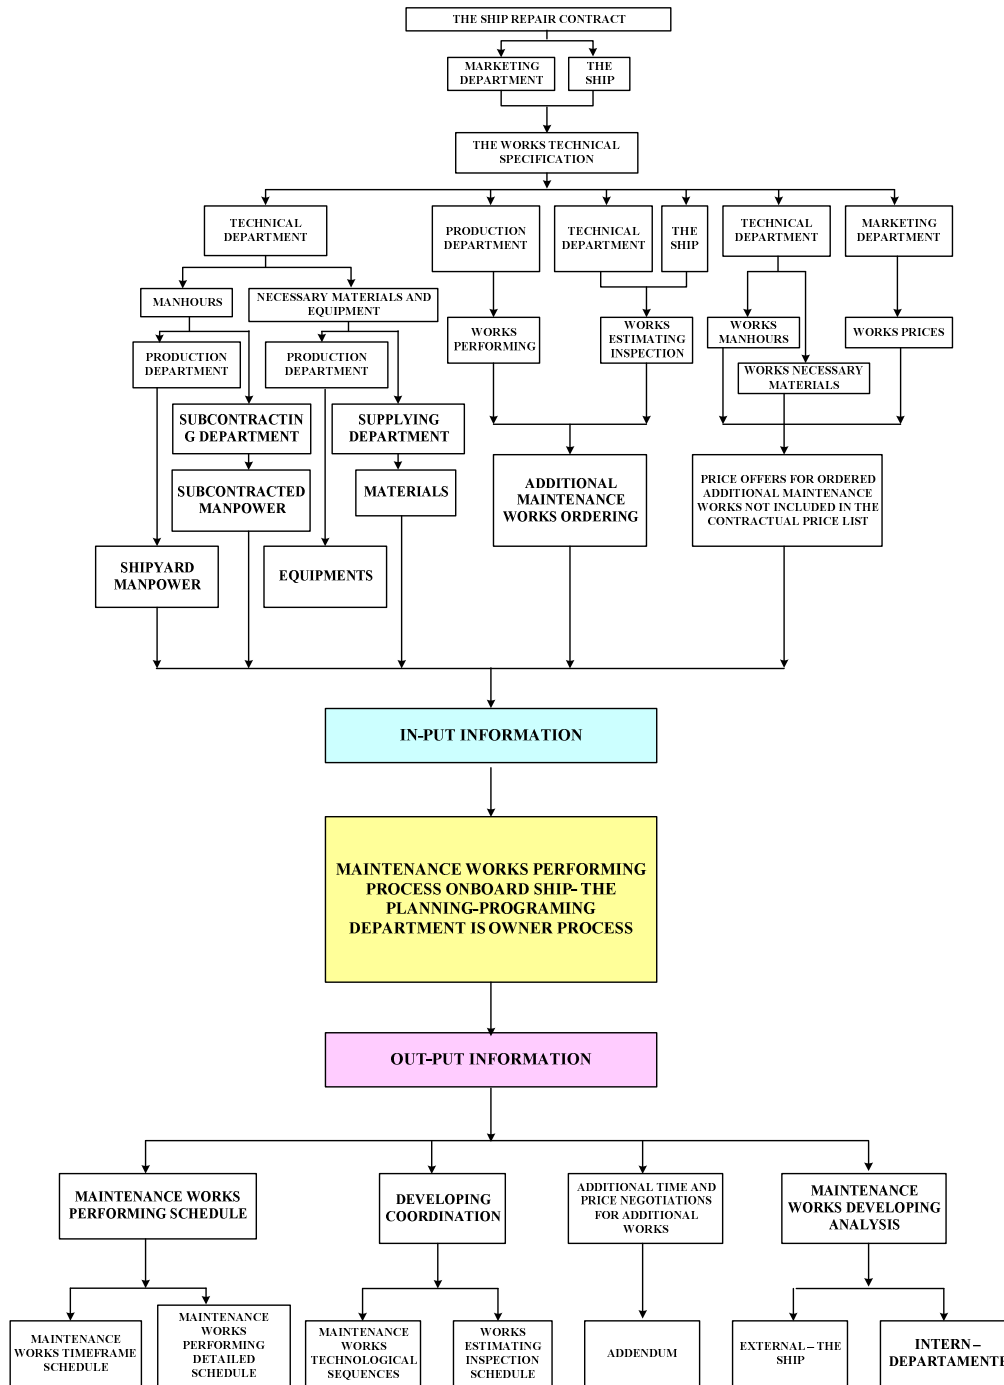 THE SHIP REPAIR CONTRACT
MARKETING
DEPARTMENT
THE
SHIP
THE WORKS TECHNICAL
SPECIFICATION
TECHNICAL
DEPARTMENT
PRODUCTION
DEPARTMENT
TECHNICAL
DEPARTMENT
THE
SHIP
TECHNICAL
DEPARTMENT
MARKETING
DEPARTMENT
MANHOURS
NECESSARY MATERIALS AND
EQUIPMENT
WORKS
PERFORMING
WORKS
ESTIMATING
INSPECTION
WORKS
MANHOURS
WORKS PRICES
PRODUCTION
DEPARTMENT
PRODUCTION
DEPARTMENT
WORKS NECESSARY
MATERIALS
SUBCONTRACTIN
G DEPARTMENT
SUPPLYING
DEPARTMENT
SUBCONTRACTED
MANPOWER
MATERIALS
ADDITIONAL
MAINTENANCE
WORKS ORDERING
PRICE OFFERS FOR ORDERED
ADDITIONAL MAINTENANCE
WORKS NOT INCLUDED IN THE
CONTRACTUAL PRICE LIST
SHIPYARD
MANPOWER
EQUIPMENTS
IN-PUT INFORMATION
MAINTENANCE WORKS PERFORMING
PROCESS ONBOARD SHIP– THE
PLANNING-PROGRAMING
DEPARTMENT IS OWNER PROCESS
OUT-PUT INFORMATION
MAINTENANCE WORKS
PERFORMING SCHEDULE
DEVELOPING
COORDINATION
ADDITIONAL TIME AND
PRICE NEGOTIATIONS
FOR ADDITIONAL
WORKS
MAINTENANCE
WORKS DEVELOPING
ANALYSIS
MAINTENANCE
WORKS TIMEFRAME
SCHEDULE
MAINTENANCE
WORKS
PERFORMING
DETAILED
SCHEDULE
MAINTENANCE
WORKS
TECHNOLOGICAL
SEQUENCES
WORKS
ESTIMATING
INSPECTION
SCHEDULE
ADDENDUM
EXTERNAL – THE
SHIP
INTERN–
DEPARTAMENTE